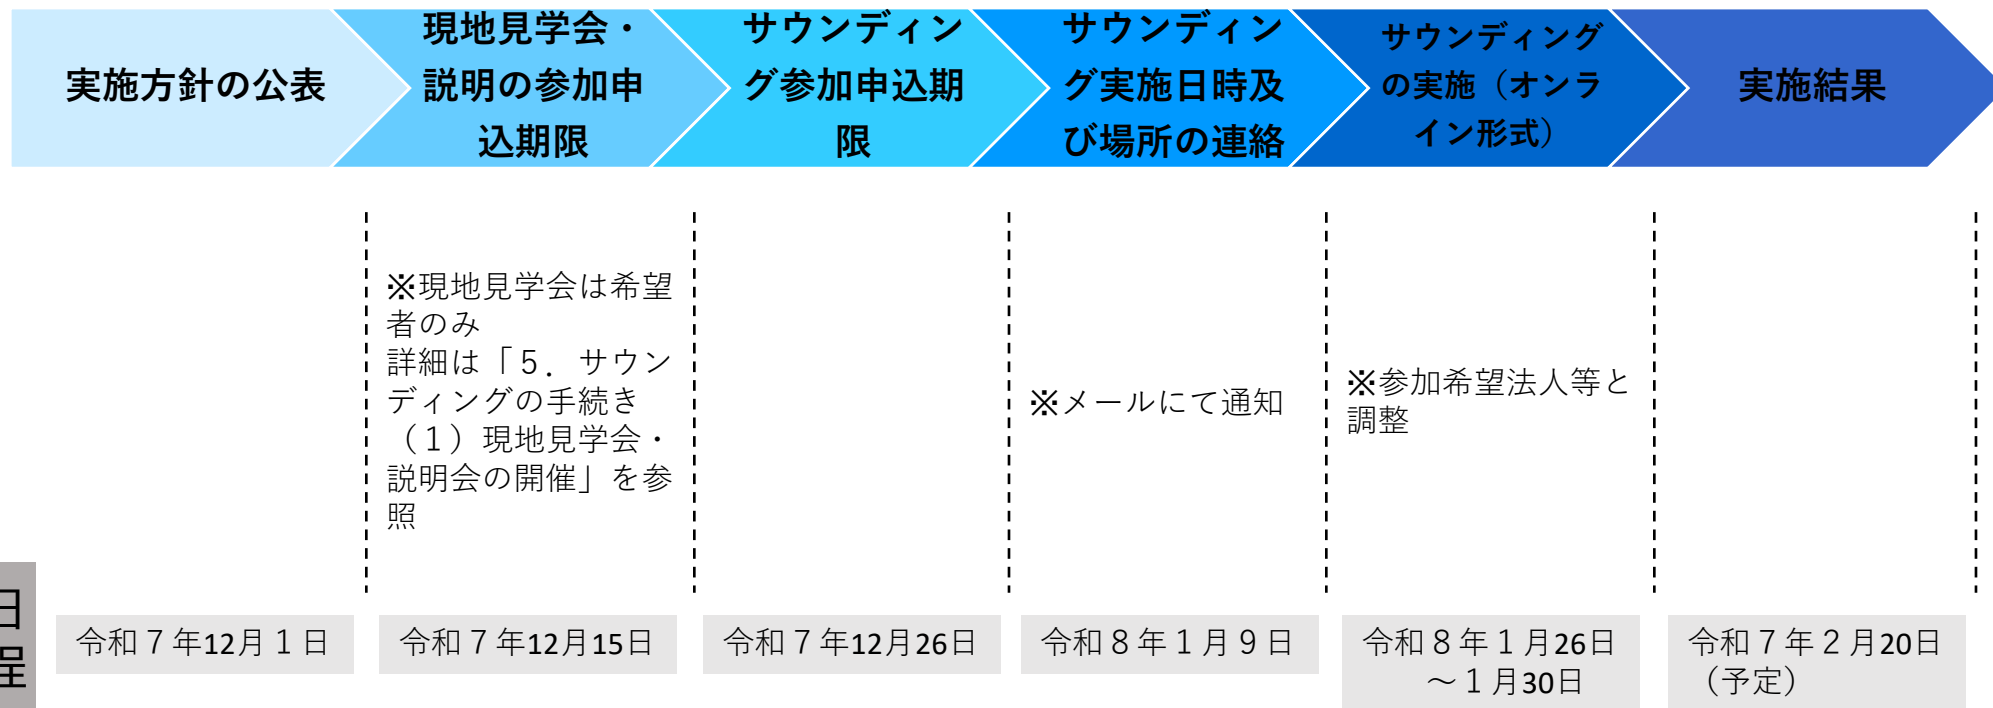 実施方針の公表
現地見学会・
説明の参加申
込期限
サウンディン
グ参加申込期
限
サウンディン
グ実施日時及
び場所の連絡
サウンディング
の実施（オンラ
イン形式）
実施結果
※現地見学会は希望
者のみ
詳細は「５．サウン
ディングの手続き
（１）現地見学会・
説明会の開催」を参
照
※メールにて通知
※参加希望法人等と
調整
日
程
令和７年12月１日
令和７年12月15日
令和７年12月26日
令和８年１月９日
令和８年１月26日
～１月30日
令和７年２月20日
（予定）